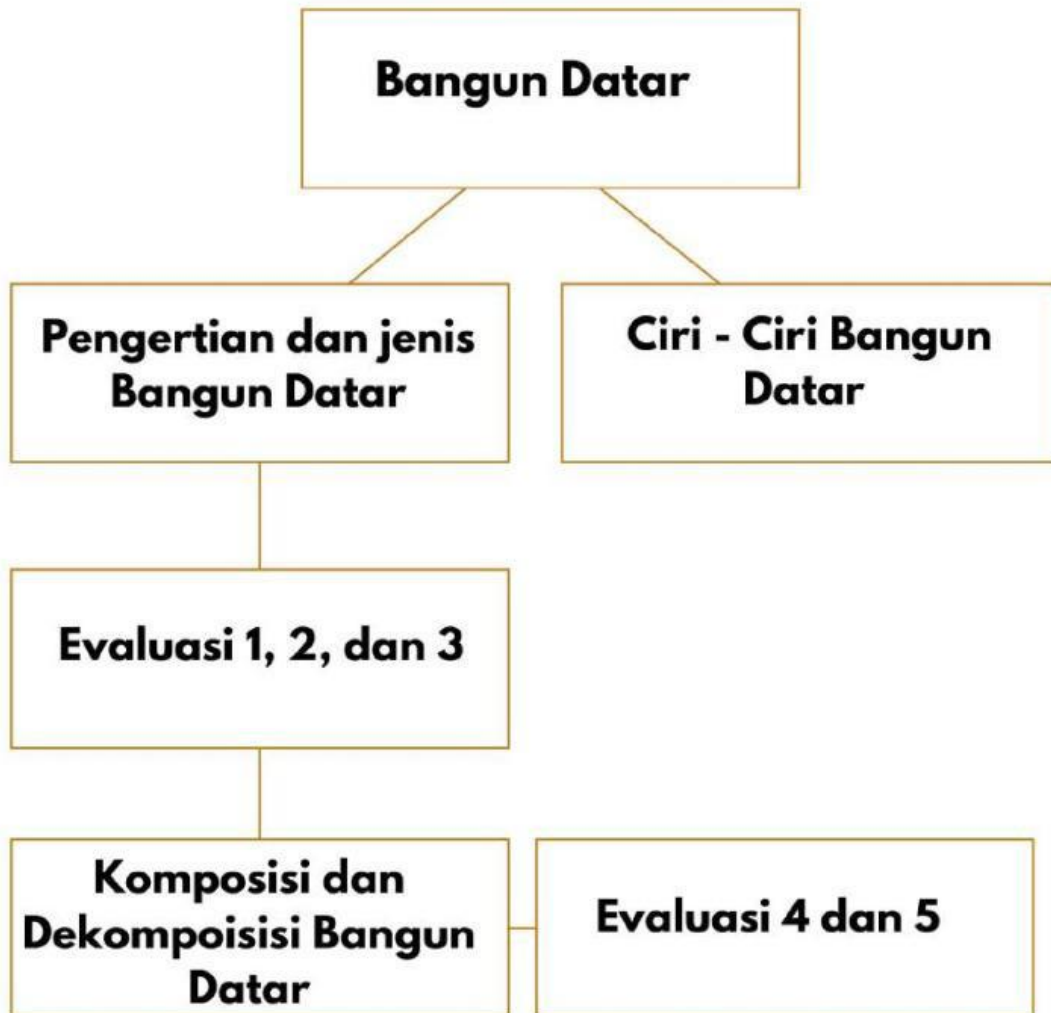 Bangun Datar
Pengertian dan jenis
Bangun Datar
Ciri - Ciri Bangun
Datar
Evaluasi 1, 2, dan 3
Komposisi dan
Dekompoisisi Bangun
Datar
Evaluasi 4 dan 5